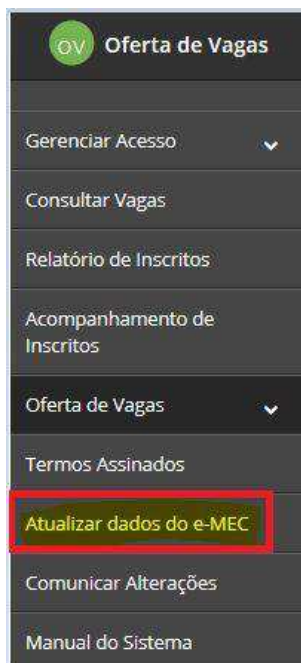 OV Oferta de Vagas
Gerenciar Acesso
Consultar Vagas
Relatório de Inscritos
Acompanhamento de
Inscritos
Oferta de Vagas
Termos Assinados
Atualizar dados do e-MEC
Comunicar Alterações
Manual do Sistema